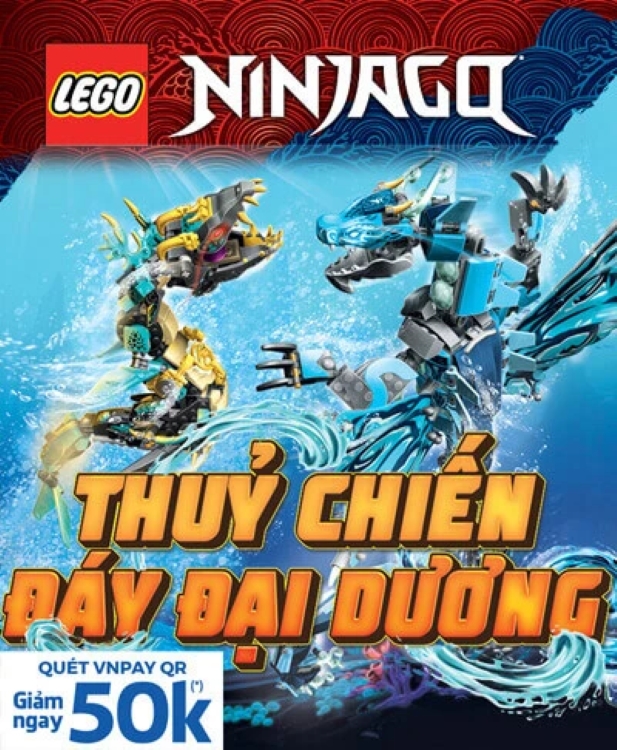 LEGO
NINJAGO
THUỶ CHIẾN
ĐÁY ĐẠI DƯƠNG
QUÉT VNPAY QR
Giảm ngay 50k(*)